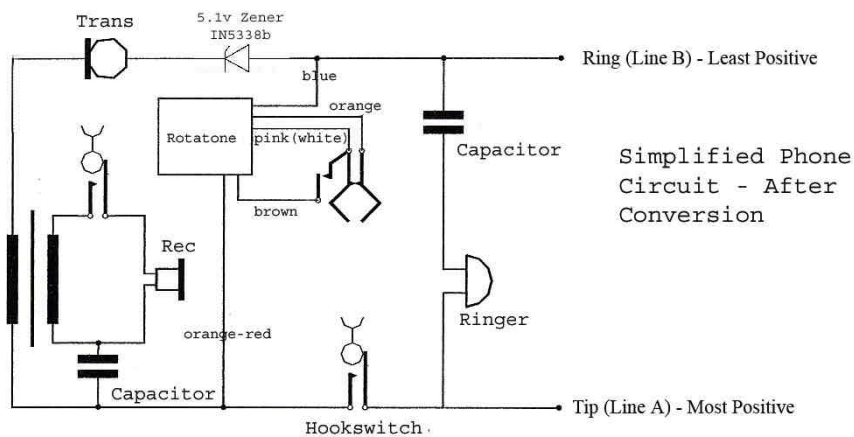 Trans
5.1v Zener
IN5338b
Ring (Line B) - Least Positive
blue
orange
Rotatone
pink(white)
Capacitor
Simplified Phone
Circuit - After
Conversion
brown
Rec
Ringer
orange-red
Capacitor
Tip (Line A) - Most Positive
Hookswitch